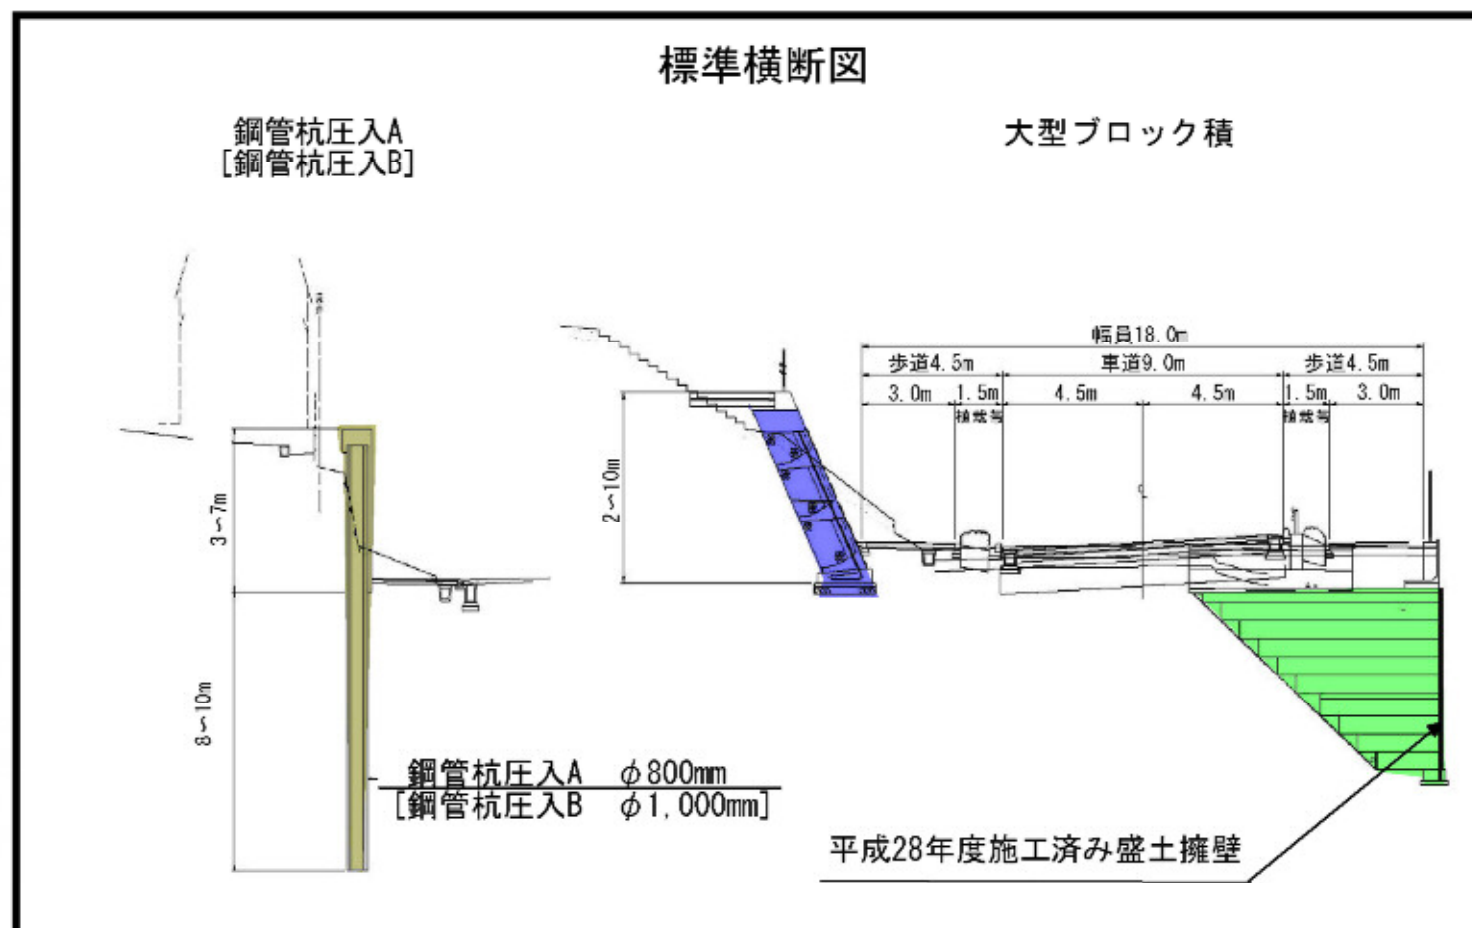 標準横断図
鋼管杭圧入A
[鋼管杭圧入B]
大型ブロック積
幅員18.0m
歩道4.5m
車道9.0m
歩道4.5m
3.0m
1.5m
4.5m
4.5m
1.5m
3.0m
植栽等
植栽等
2~10m
3~7m
8~10m
鋼管杭圧入A φ800mm
[鋼管杭圧入B φ1,000mm]
平成28年度施工済み盛土擁壁